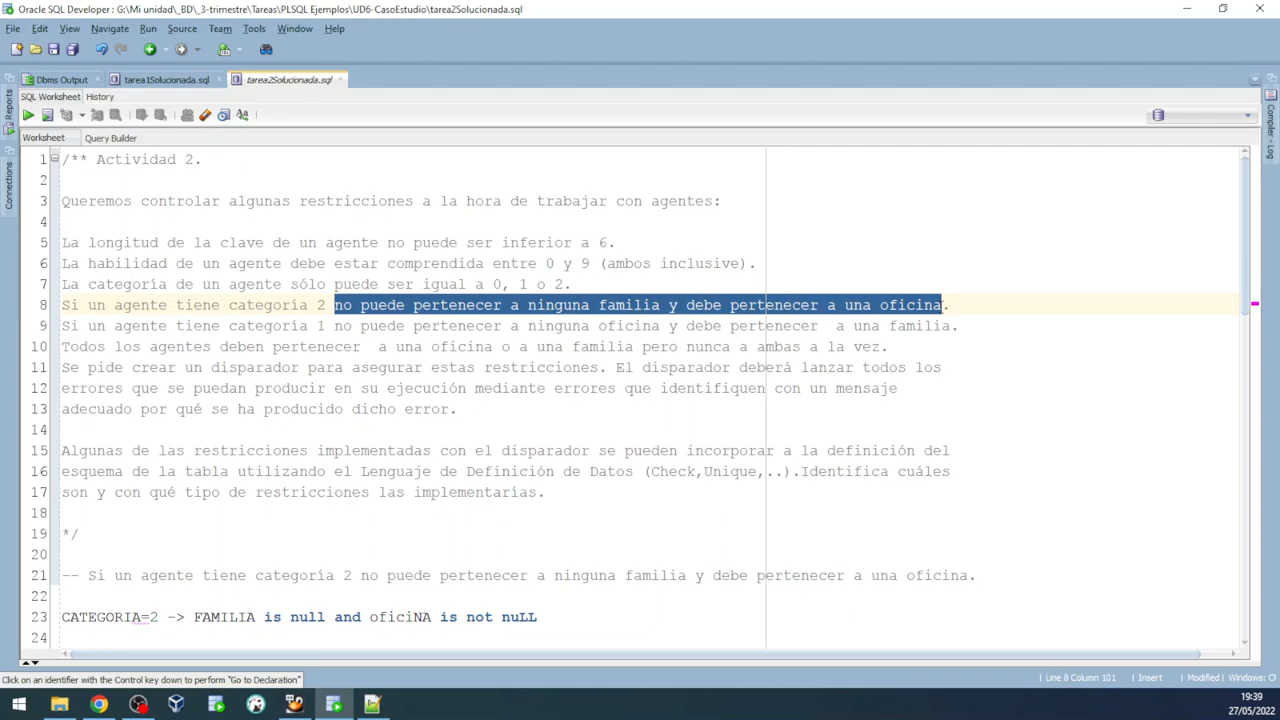 Oracle SQL Developer : G:\Mi unidad\_BD\_3-trimestre\Tareas\PLSQL Ejemplos\UD6-CasoEstudio\tarea2Solucionada.sql
File Edit View Navigate Run Source Team Tools Window Help
Dbms Output tarea1Solucionada.sql tarea2Solucionada.sql
SQL Worksheet History
Worksheet Query Builder
Reports
Connections
Compiler - Log
1 /** Actividad 2.
2
3 Queremos controlar algunas restricciones a la hora de trabajar con agentes:
4
5 La longitud de la clave de un agente no puede ser inferior a 6.
6 La habilidad de un agente debe estar comprendida entre 0 y 9 (ambos inclusive).
7 La categoría de un agente sólo puede ser igual a 0, 1 o 2.
8 Si un agente tiene categoría 2 no puede pertenecer a ninguna familia y debe pertenecer a una oficina.
9 Si un agente tiene categoría 1 no puede pertenecer a ninguna oficina y debe pertenecer  a una familia.
10 Todos los agentes deben pertenecer  a una oficina o a una familia pero nunca a ambas a la vez.
11 Se pide crear un disparador para asegurar estas restricciones. El disparador deberá lanzar todos los
12 errores que se puedan producir en su ejecución mediante errores que identifiquen con un mensaje
13 adecuado por qué se ha producido dicho error.
14
15 Algunas de las restricciones implementadas con el disparador se pueden incorporar a la definición del
16 esquema de la tabla utilizando el Lenguaje de Definición de Datos (Check,Unique,..).Identifica cuáles
17 son y con qué tipo de restricciones las implementarías.
18
19 */
20
21 -- Si un agente tiene categoría 2 no puede pertenecer a ninguna familia y debe pertenecer a una oficina.
22
23 CATEGORIA=2 -> FAMILIA is null and oficiNA is not nuLL
24
Click on an identifier with the Control key down to perform "Go to Declaration"
Line 8 Column 101 Insert Modified Windows: C
19:39
27/05/2022